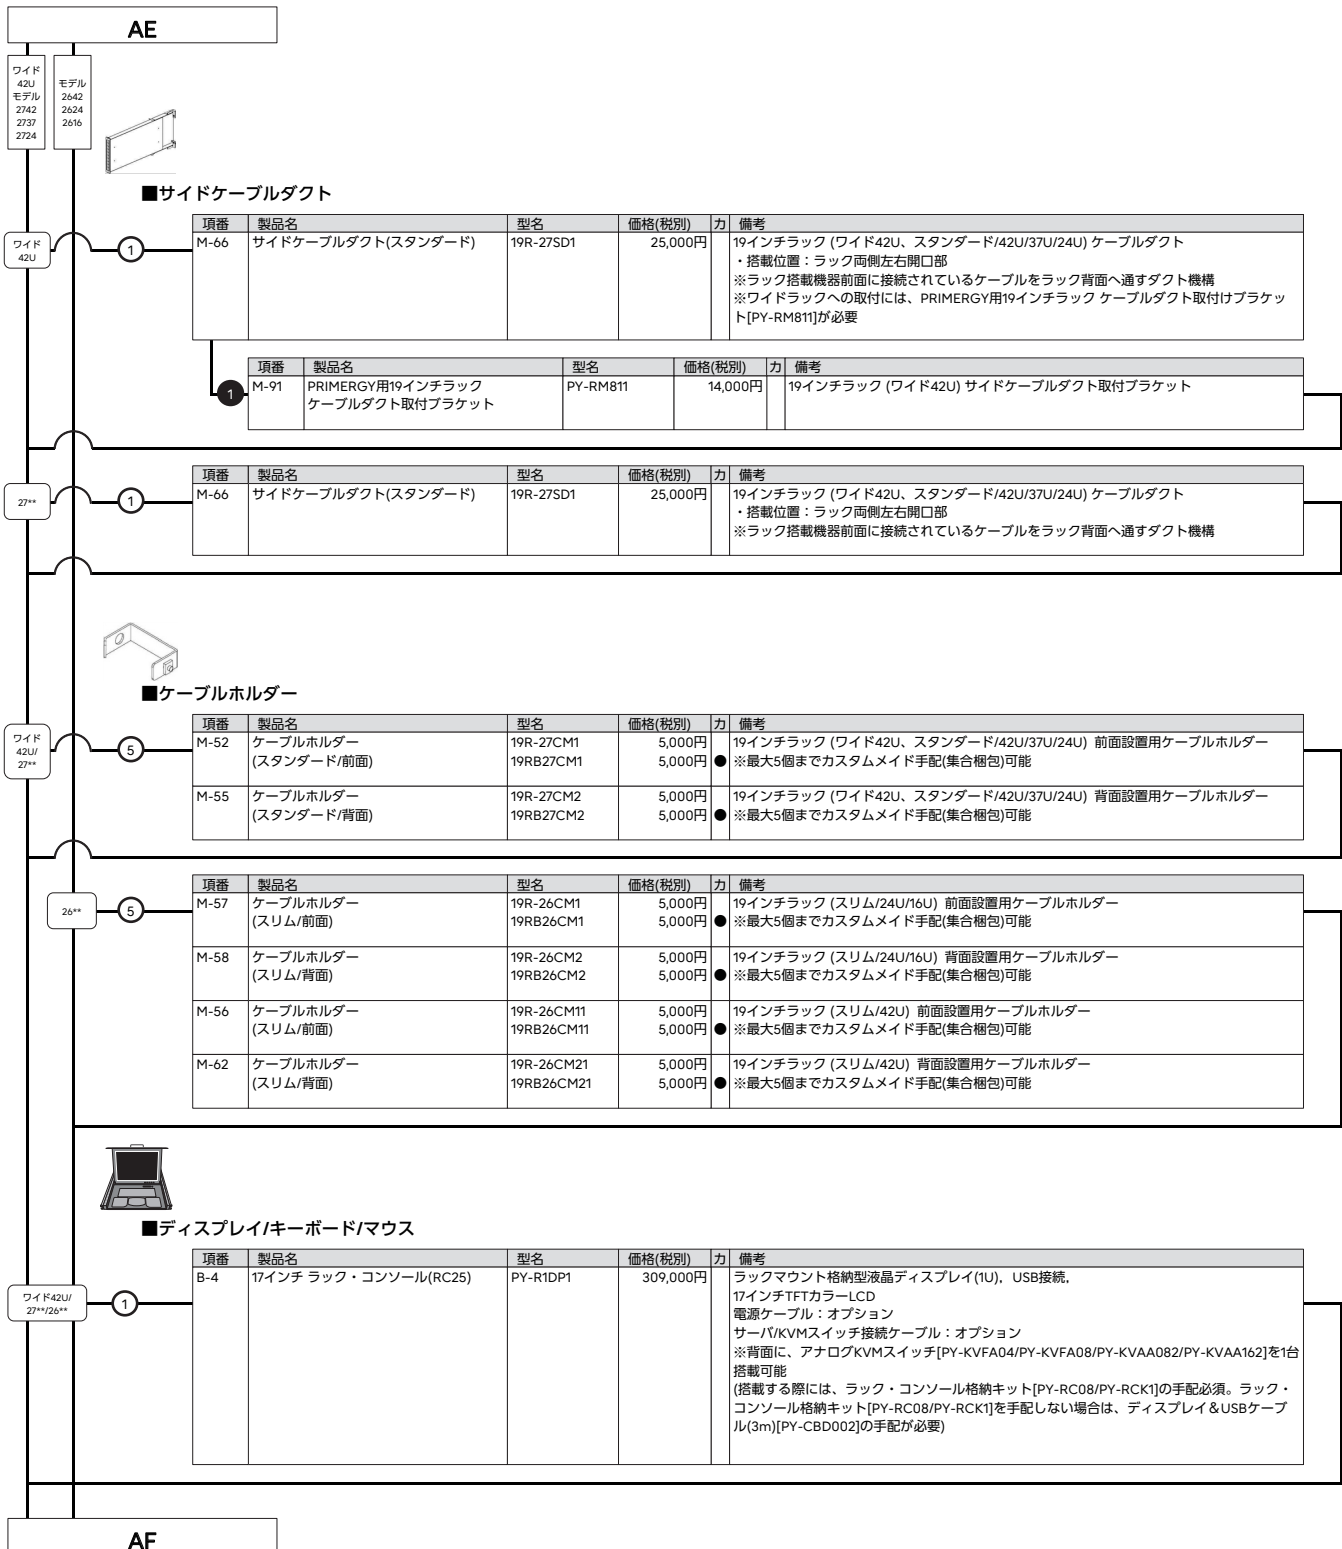 AE
ワイド
42U
モデル
2742
2737
2724
モデル
2642
2624
2616
■サイドケーブルダクト
項番 製品名 型名 価格(税別) カ 備考
ワイド
42U
1
M-66 サイドケーブルダクト(スタンダード) 19R-27SD1 25,000円 19インチラック (ワイド42U、スタンダード/42U/37U/24U) ケーブルダクト
・搭載位置：ラック両側左右開口部
※ラック搭載機器前面に接続されているケーブルをラック背面へ通すダクト機構
※ワイドラックへの取付には、PRIMERGY用19インチラック ケーブルダクト取付けブラケッ
ト[PY-RM811]が必要
項番 製品名 型名 価格(税別) カ 備考
1
M-91 PRIMERGY用19インチラック PY-RM811 14,000円 19インチラック (ワイド42U) サイドケーブルダクト取付ブラケット
ケーブルダクト取付ブラケット
項番 製品名 型名 価格(税別) カ 備考
27**
1
M-66 サイドケーブルダクト(スタンダード) 19R-27SD1 25,000円 19インチラック (ワイド42U、スタンダード/42U/37U/24U) ケーブルダクト
・搭載位置：ラック両側左右開口部
※ラック搭載機器前面に接続されているケーブルをラック背面へ通すダクト機構
■ケーブルホルダー
項番 製品名 型名 価格(税別) カ 備考
ワイド
42U/
27**
5
M-52 ケーブルホルダー 19R-27CM1 5,000円 19インチラック (ワイド42U、スタンダード/42U/37U/24U) 前面設置用ケーブルホルダー
(スタンダード/前面) 19RB27CM1 5,000円 ● ※最大5個までカスタムメイド手配(集合梱包)可能
M-55 ケーブルホルダー 19R-27CM2 5,000円 19インチラック (ワイド42U、スタンダード/42U/37U/24U) 背面設置用ケーブルホルダー
(スタンダード/背面) 19RB27CM2 5,000円 ● ※最大5個までカスタムメイド手配(集合梱包)可能
項番 製品名 型名 価格(税別) カ 備考
26**
5
M-57 ケーブルホルダー 19R-26CM1 5,000円 19インチラック (スリム/24U/16U) 前面設置用ケーブルホルダー
(スリム/前面) 19RB26CM1 5,000円 ● ※最大5個までカスタムメイド手配(集合梱包)可能
M-58 ケーブルホルダー 19R-26CM2 5,000円 19インチラック (スリム/24U/16U) 背面設置用ケーブルホルダー
(スリム/背面) 19RB26CM2 5,000円 ● ※最大5個までカスタムメイド手配(集合梱包)可能
M-56 ケーブルホルダー 19R-26CM11 5,000円 19インチラック (スリム/42U) 前面設置用ケーブルホルダー
(スリム/前面) 19RB26CM11 5,000円 ● ※最大5個までカスタムメイド手配(集合梱包)可能
M-62 ケーブルホルダー 19R-26CM21 5,000円 19インチラック (スリム/42U) 背面設置用ケーブルホルダー
(スリム/背面) 19RB26CM21 5,000円 ● ※最大5個までカスタムメイド手配(集合梱包)可能
■ディスプレイ/キーボード/マウス
項番 製品名 型名 価格(税別) カ 備考
ワイド42U/
27**/26**
1
B-4 17インチ ラック・コンソール(RC25) PY-R1DP1 309,000円 ラックマウント格納型液晶ディスプレイ(1U)，USB接続，
17インチTFTカラーLCD
電源ケーブル：オプション
サーバ/KVMスイッチ接続ケーブル：オプション
※背面に、アナログKVMスイッチ[PY-KVFA04/PY-KVFA08/PY-KVAA082/PY-KVAA162]を1台
搭載可能
(搭載する際には、ラック・コンソール格納キット[PY-RC08/PY-RCK1]の手配必須。ラック・
コンソール格納キット[PY-RC08/PY-RCK1]を手配しない場合は、ディスプレイ＆USBケーブ
ル(3m)[PY-CBD002]の手配が必要)
AF